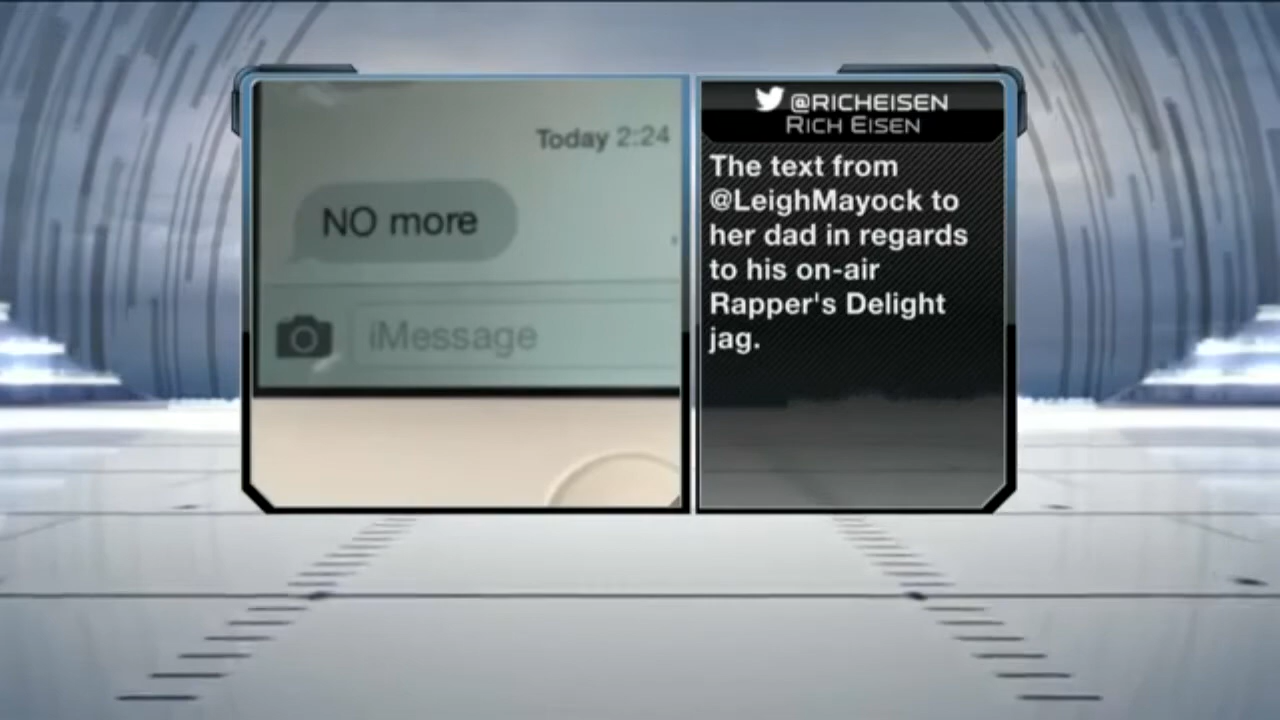 Today 2:24
NO more
iMessage
@RICHEISEN
RICH EISEN
The text from
@LeighMayock to
her dad in regards
to his on-air
Rapper's Delight
jag.